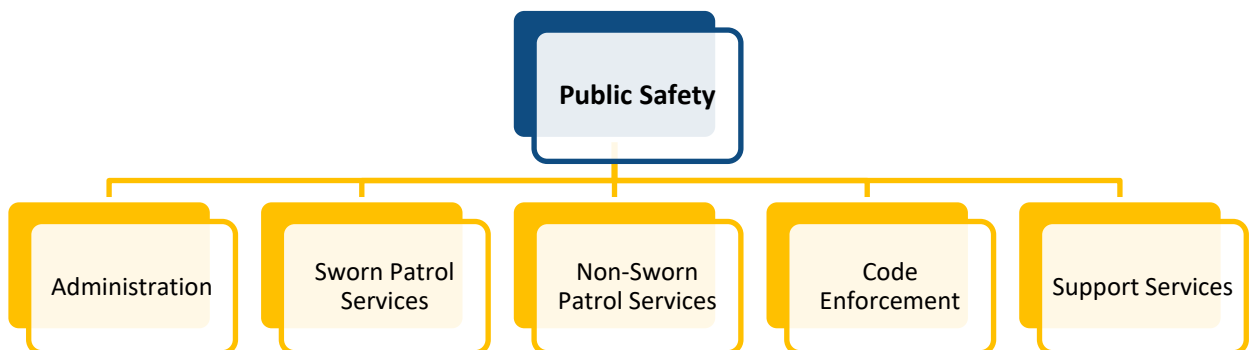 Public Safety
Administration
Sworn Patrol
Services
Non-Sworn
Patrol Services
Code
Enforcement
Support Services